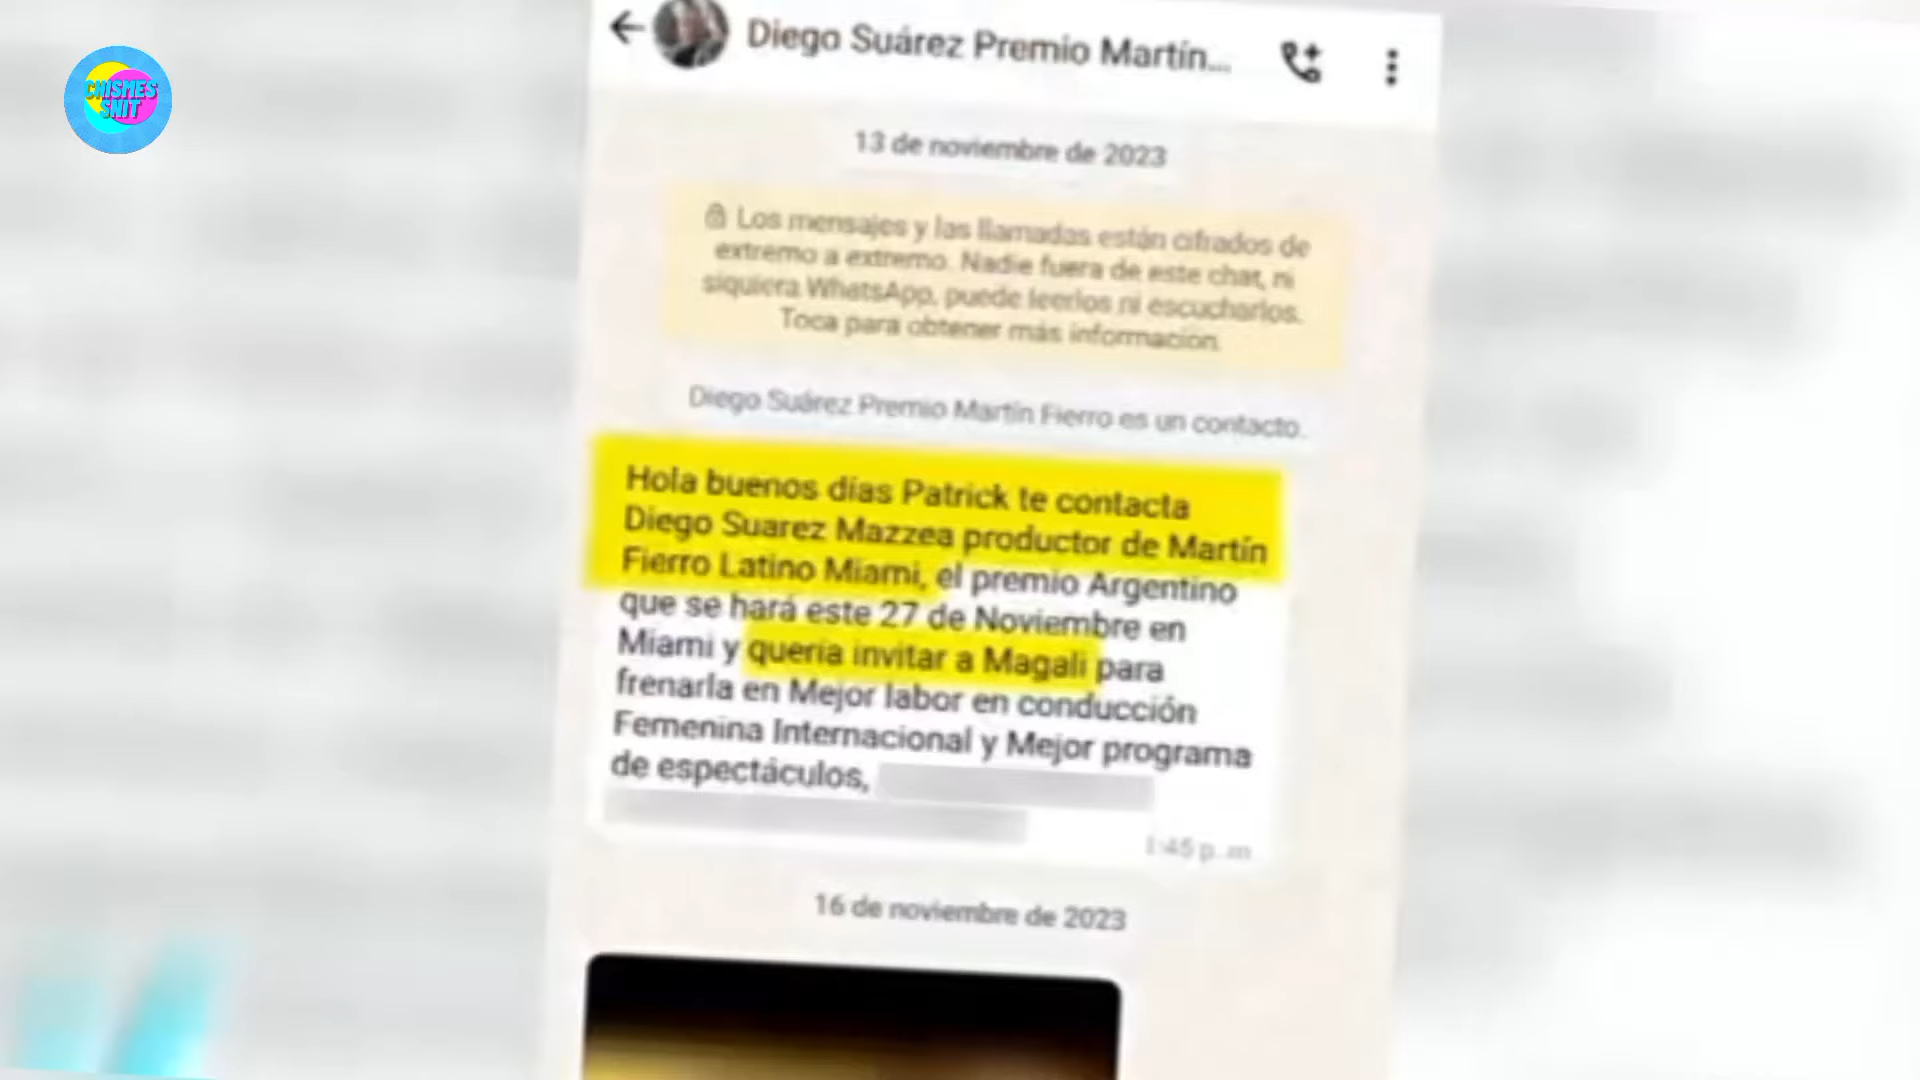 CHISMES
SNIT
Diego Suárez Premio Martín...
13 de noviembre de 2023
Los mensajes y las llamadas están cifrados de
extremo a extremo. Nadie fuera de este chat, ni
siquiera WhatsApp, puede leerlos ni escucharlos.
Toca para obtener más información.
Diego Suárez Premio Martín Fierro es un contacto.
Hola buenos días Patrick te contacta
Diego Suarez Mazzea productor de Martín
Fierro Latino Miami, el premio Argentino
que se hará este 27 de Noviembre en
Miami y quería invitar a Magali para
frenarla en Mejor labor en conducción
Femenina Internacional y Mejor programa
de espectáculos,
1:45 p. m.
16 de noviembre de 2023